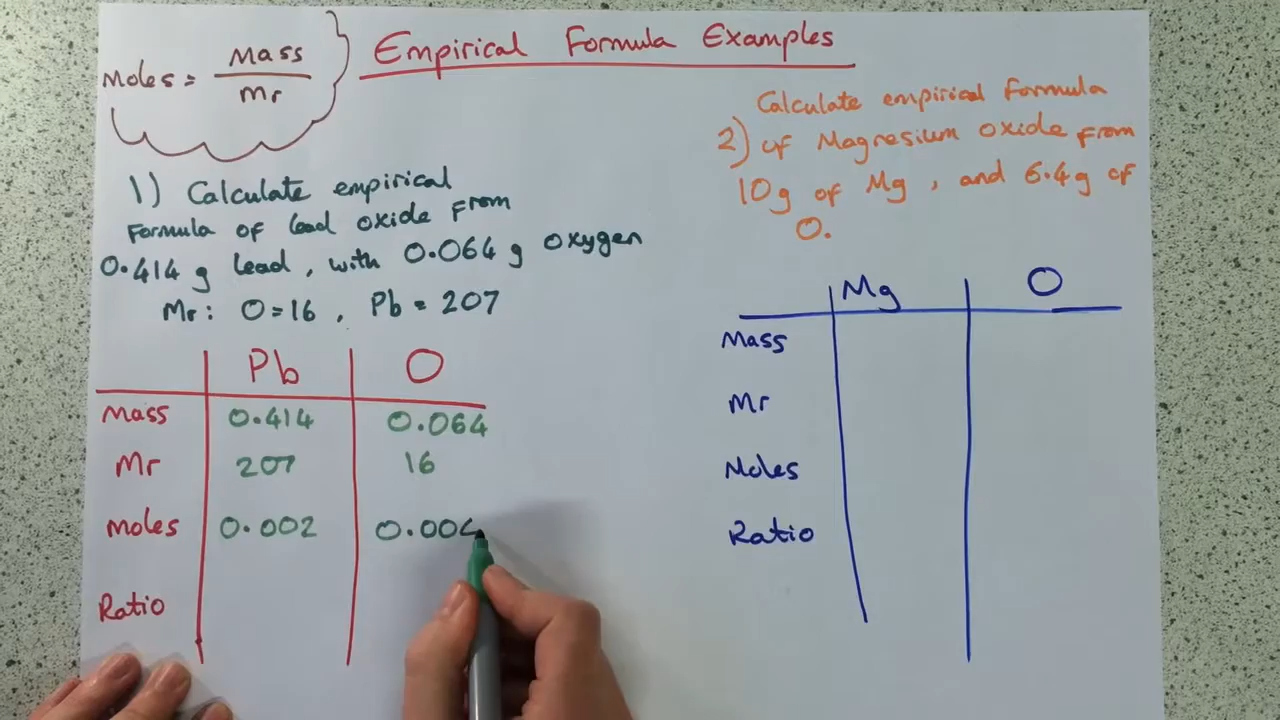 Moles = Mass
Mr
Empirical Formula Examples
1) Calculate empirical
Formula of lead oxide from
0.414 g lead, with 0.064 g oxygen
Mr: O=16, Pb = 207
Pb O
Mass 0.414 0.064
Mr 207 16
Moles 0.002 0.004
Ratio
Calculate empirical Formula
2) of Magnesium oxide from
10g of Mg, and 6.4g of
O.
Mg O
Mass
Mr
Moles
Ratio